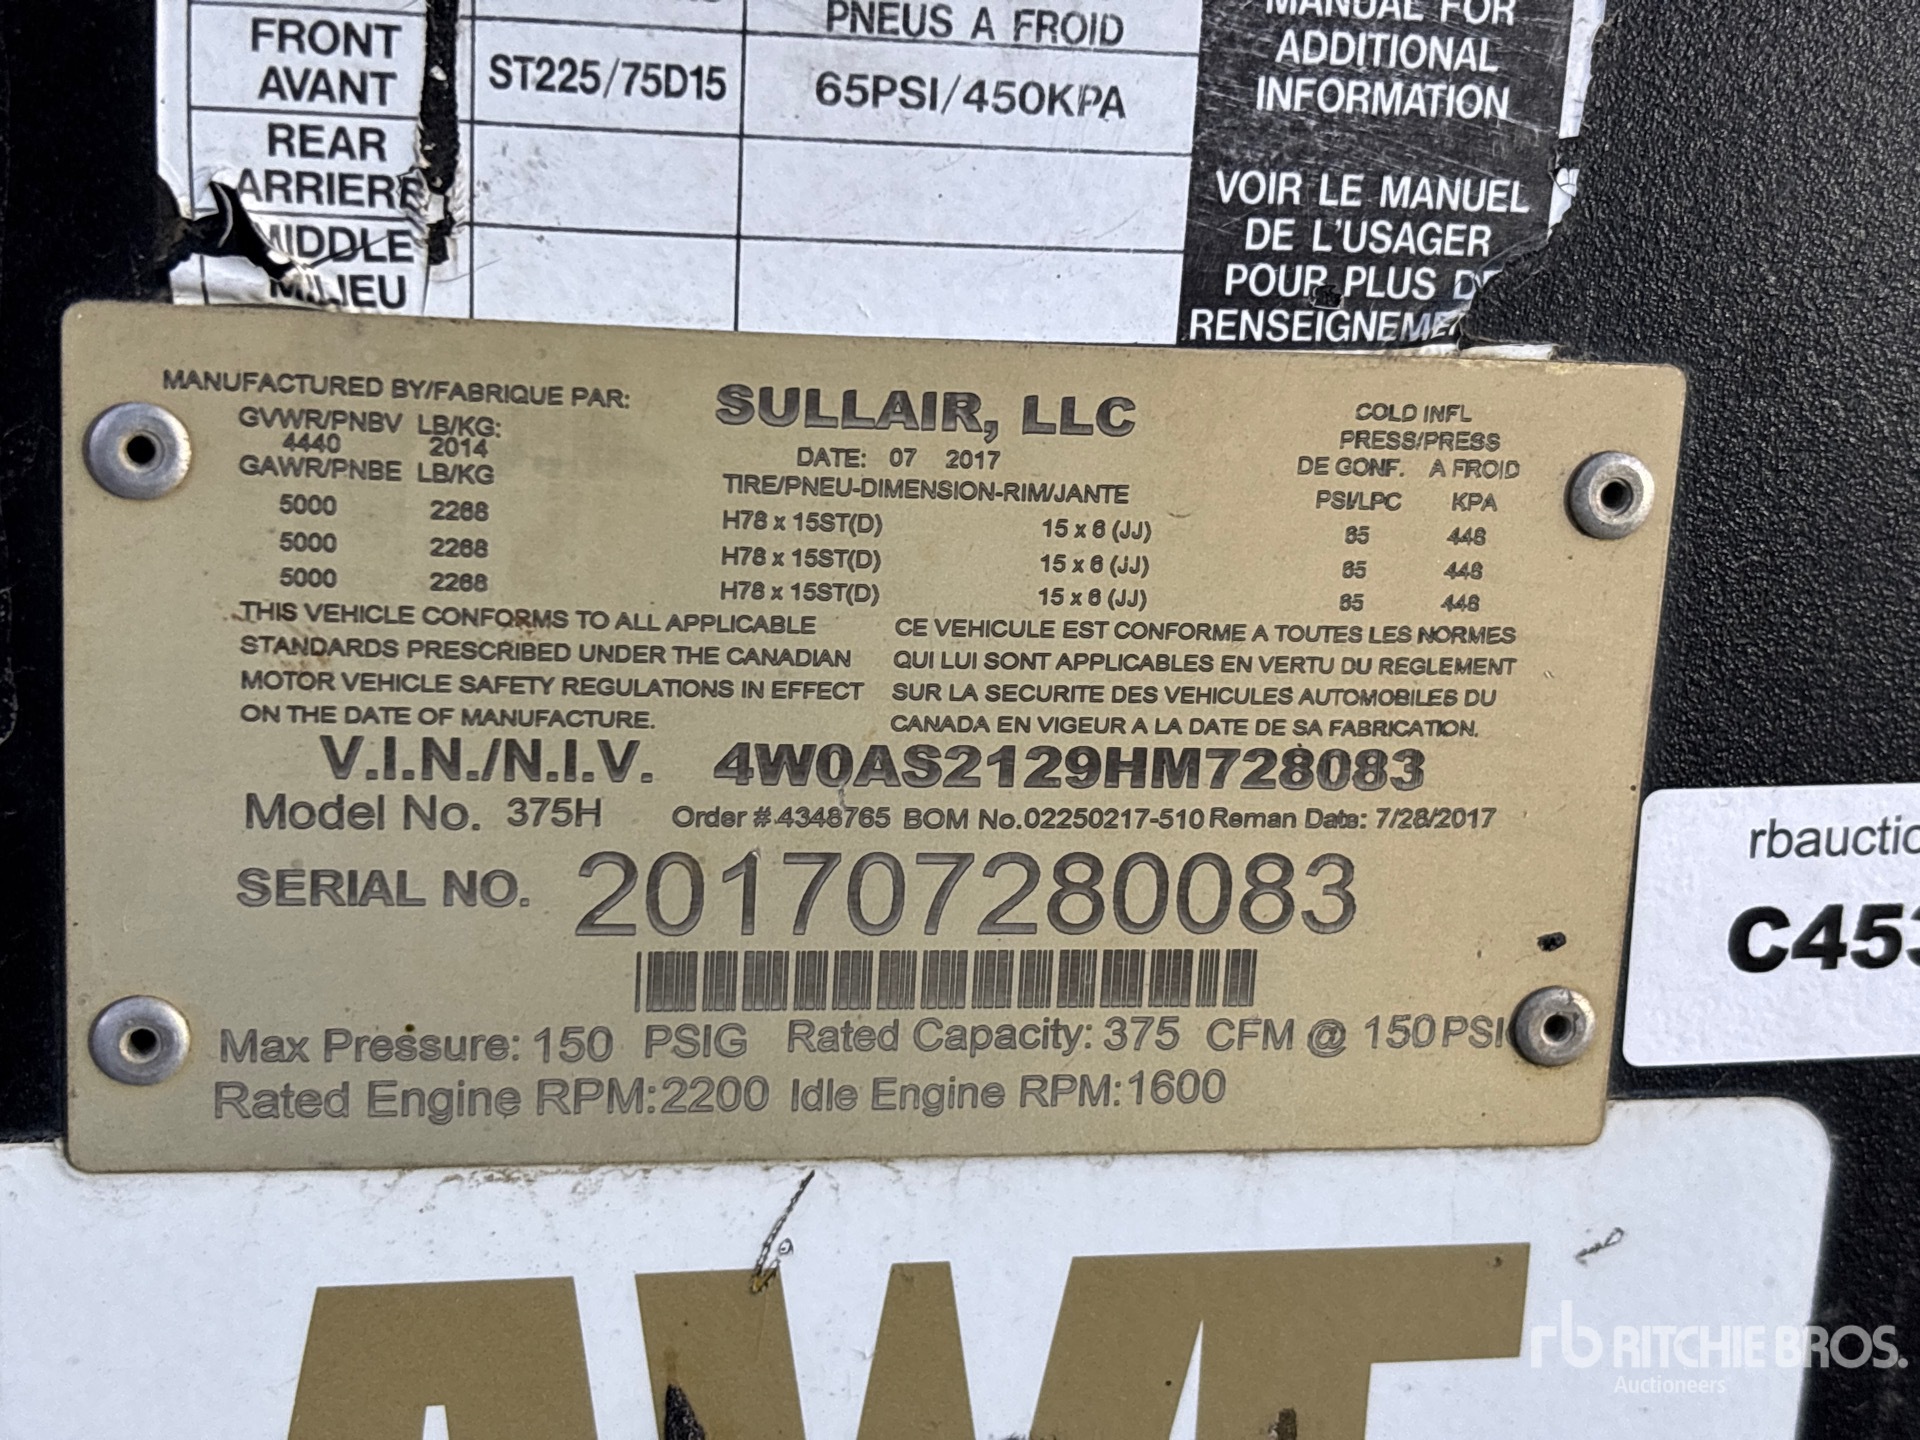 PNEUS A FROID
MANUAL FOR
ADDITIONAL
INFORMATION
FRONT
AVANT
ST225/75D15
65PSI/450KPA
REAR
ARRIERE
MIDDLE
MILIEU
VOIR LE MANUEL
DE L'USAGER
POUR PLUS DE
RENSEIGNEME
MANUFACTURED BY/FABRIQUE PAR:
SULLAIR, LLC
COLD INFL
GVWR/PNBV LB/KG:
PRESS/PRESS
4440 2014
DATE: 07 2017
DE GONF. A FROID
GAWR/PNBE LB/KG
TIRE/PNEU-DIMENSION-RIM/JANTE
PSI/LPC KPA
5000 2268 H78 x 15ST(D) 15 x 6 (JJ) 65 448
5000 2268 H78 x 15ST(D) 15 x 6 (JJ) 65 448
5000 2268 H78 x 15ST(D) 15 x 6 (JJ) 65 448
THIS VEHICLE CONFORMS TO ALL APPLICABLE
STANDARDS PRESCRIBED UNDER THE CANADIAN
MOTOR VEHICLE SAFETY REGULATIONS IN EFFECT
ON THE DATE OF MANUFACTURE.
CE VEHICULE EST CONFORME A TOUTES LES NORMES
QUI LUI SONT APPLICABLES EN VERTU DU REGLEMENT
SUR LA SECURITE DES VEHICULES AUTOMOBILES DU
CANADA EN VIGEUR A LA DATE DE SA FABRICATION.
V.I.N./N.I.V. 4W0AS2129HM728083
Model No. 375H Order #.4348765 BOM No.02250217-510 Reman Date: 7/28/2017
SERIAL NO. 201707280083
Max Pressure: 150 PSIG Rated Capacity: 375 CFM @ 150 PSI
Rated Engine RPM:2200 Idle Engine RPM:1600
rbauctio
C453
rb RITCHIE BROS.
Auctioneers